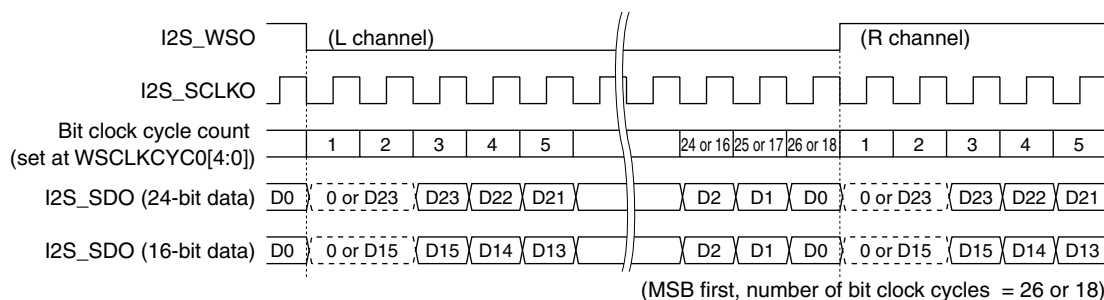 I2S_WSO (L channel) (R channel)
I2S_SCLKO
Bit clock cycle count
(set at WSCLKCYC0[4:0]) 1 2 3 4 5 24 or 16 25 or 17 26 or 18 1 2 3 4 5
I2S_SDO (24-bit data) D0 0 or D23 D23 D22 D21 D2 D1 D0 0 or D23 D23 D22 D21
I2S_SDO (16-bit data) D0 0 or D15 D15 D14 D13 D2 D1 D0 0 or D15 D15 D14 D13
(MSB first, number of bit clock cycles = 26 or 18)